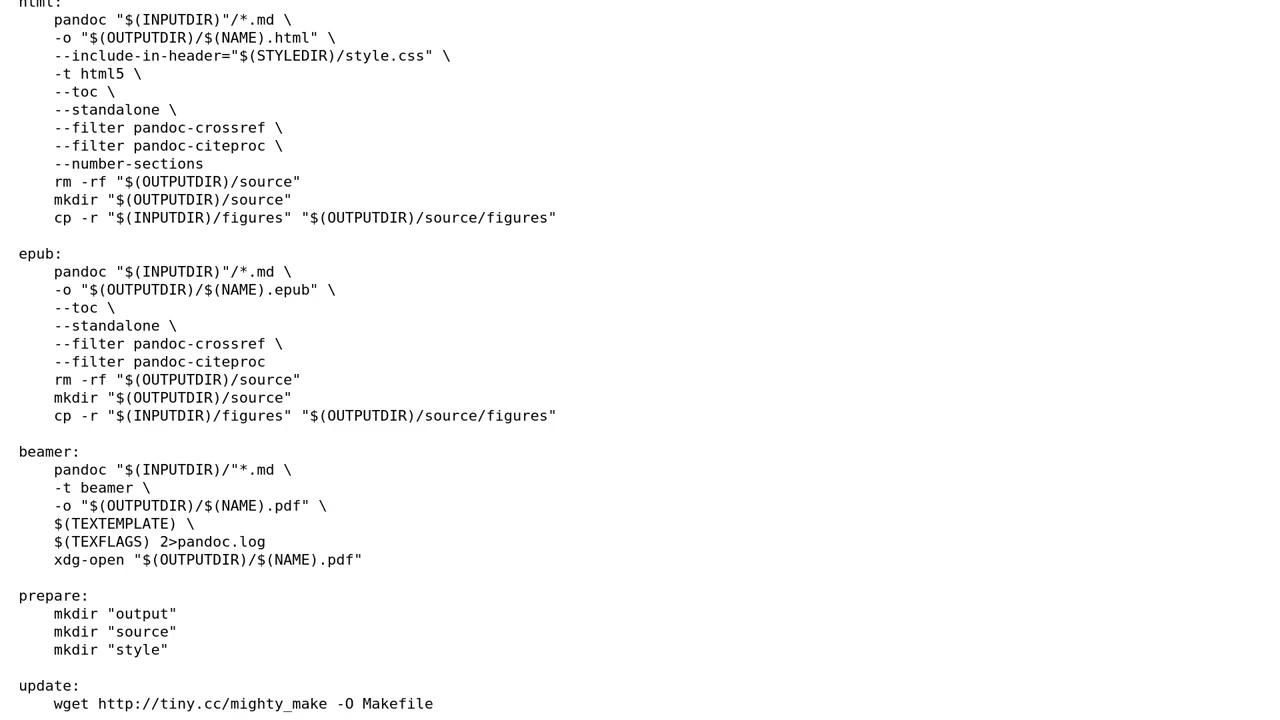 html:
    pandoc "$(INPUTDIR)"/*.md \
    -o "$(OUTPUTDIR)/$(NAME).html" \
    --include-in-header="$(STYLEDIR)/style.css" \
    -t html5 \
    --toc \
    --standalone \
    --filter pandoc-crossref \
    --filter pandoc-citeproc \
    --number-sections
    rm -rf "$(OUTPUTDIR)/source"
    mkdir "$(OUTPUTDIR)/source"
    cp -r "$(INPUTDIR)/figures" "$(OUTPUTDIR)/source/figures"

epub:
    pandoc "$(INPUTDIR)"/*.md \
    -o "$(OUTPUTDIR)/$(NAME).epub" \
    --toc \
    --standalone \
    --filter pandoc-crossref \
    --filter pandoc-citeproc
    rm -rf "$(OUTPUTDIR)/source"
    mkdir "$(OUTPUTDIR)/source"
    cp -r "$(INPUTDIR)/figures" "$(OUTPUTDIR)/source/figures"

beamer:
    pandoc "$(INPUTDIR)/"*.md \
    -t beamer \
    -o "$(OUTPUTDIR)/$(NAME).pdf" \
    $(TEXTEMPLATE) \
    $(TEXFLAGS) 2>pandoc.log
    xdg-open "$(OUTPUTDIR)/$(NAME).pdf"

prepare:
    mkdir "output"
    mkdir "source"
    mkdir "style"

update:
    wget http://tiny.cc/mighty_make -O Makefile